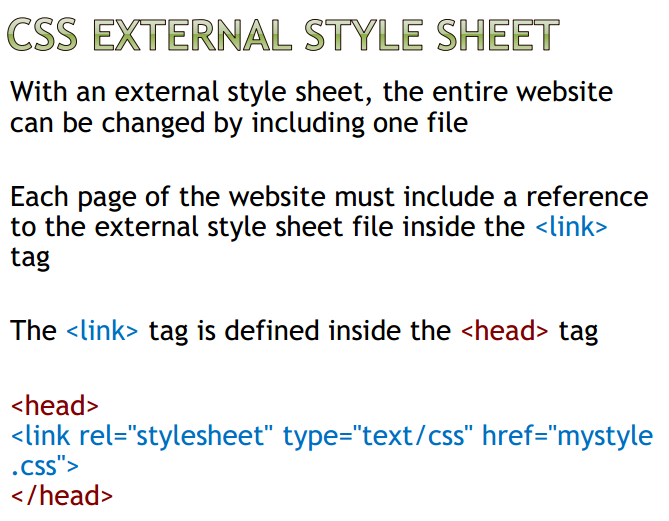 CSS EXTERNAL STYLE SHEET
With an external style sheet, the entire website
can be changed by including one file
Each page of the website must include a reference
to the external style sheet file inside the <link>
tag
The <link> tag is defined inside the <head> tag
<head>
<link rel="stylesheet" type="text/css" href="mystyle
.css">
</head>